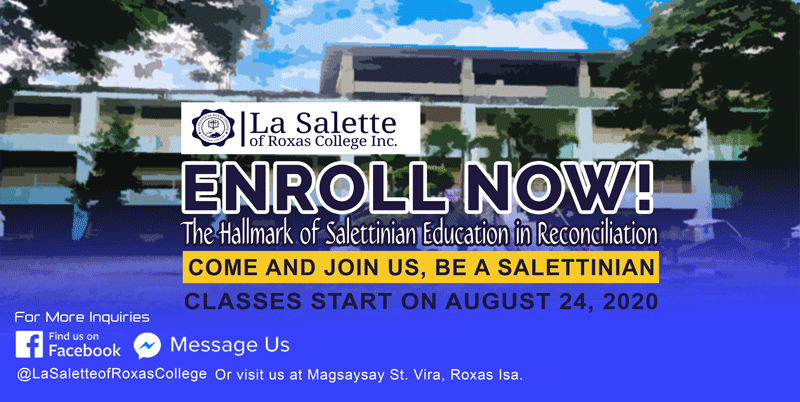 La Salette
of Roxas College Inc.
ENROLL NOW!
The Hallmark of Salettinian Education in Reconciliation
COME AND JOIN US, BE A SALETTINIAN
CLASSES START ON AUGUST 24, 2020
For More Inquiries
Find us on
Facebook
Message Us
@LaSaletteofRoxasCollege Or visit us at Magsaysay St. Vira, Roxas Isa.